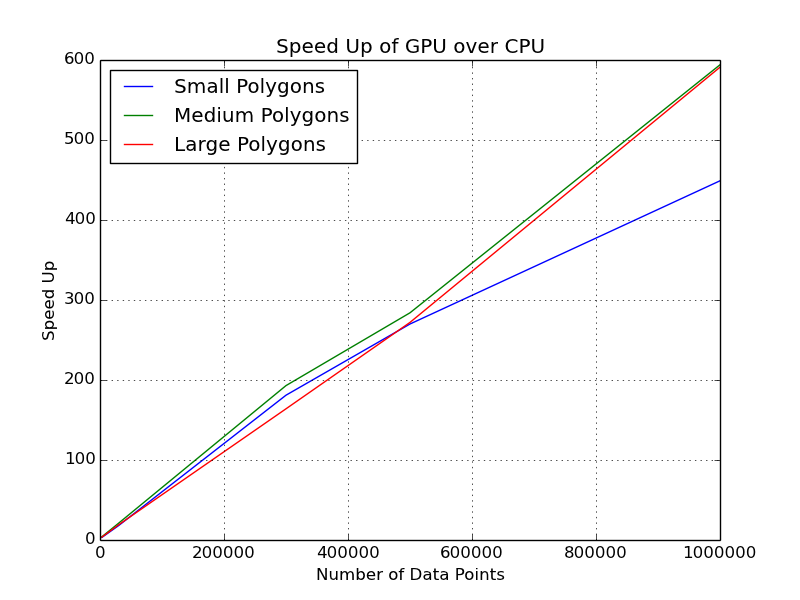 Speed Up of GPU over CPU
Small Polygons
Medium Polygons
Large Polygons
600
500
400
300
200
100
0
Speed Up
0 200000 400000 600000 800000 1000000
Number of Data Points